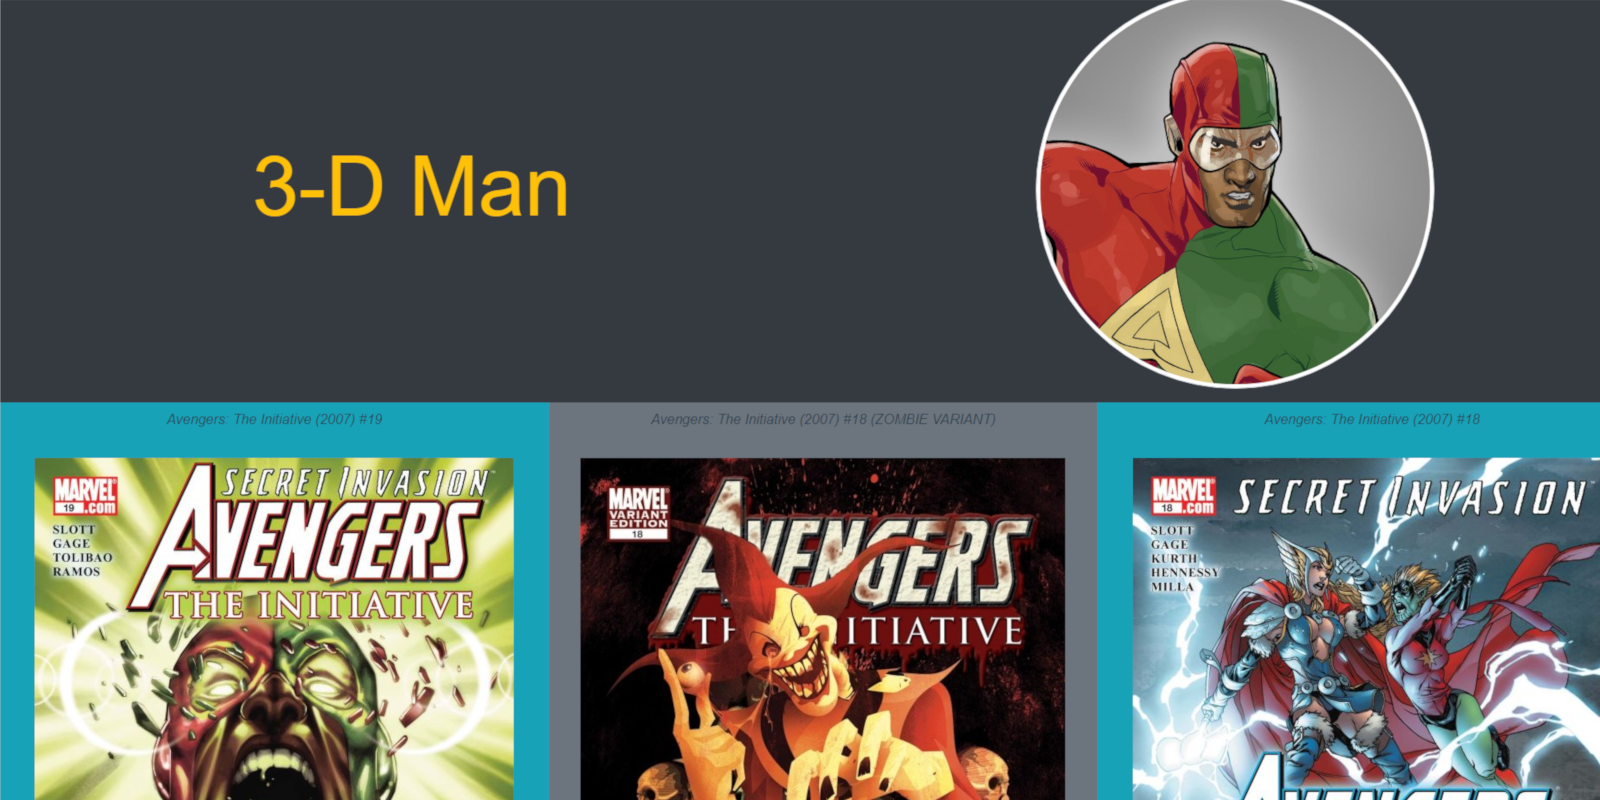 3-D Man
Avengers: The Initiative (2007) #19
Avengers: The Initiative (2007) #18 (ZOMBIE VARIANT)
Avengers: The Initiative (2007) #18
MARVEL
19 .com
SLOTT
GAGE
TOLIBAO
RAMOS
SECRET INVASION
AVENGERS
THE INITIATIVE
MARVEL
VARIANT
EDITION
18
AVENGERS
TH ITIATIVE
MARVEL
18 .com
SLOTT
GAGE
KURTH
HENNESSY
MILLA
SECRET INVASION
AVENGERS